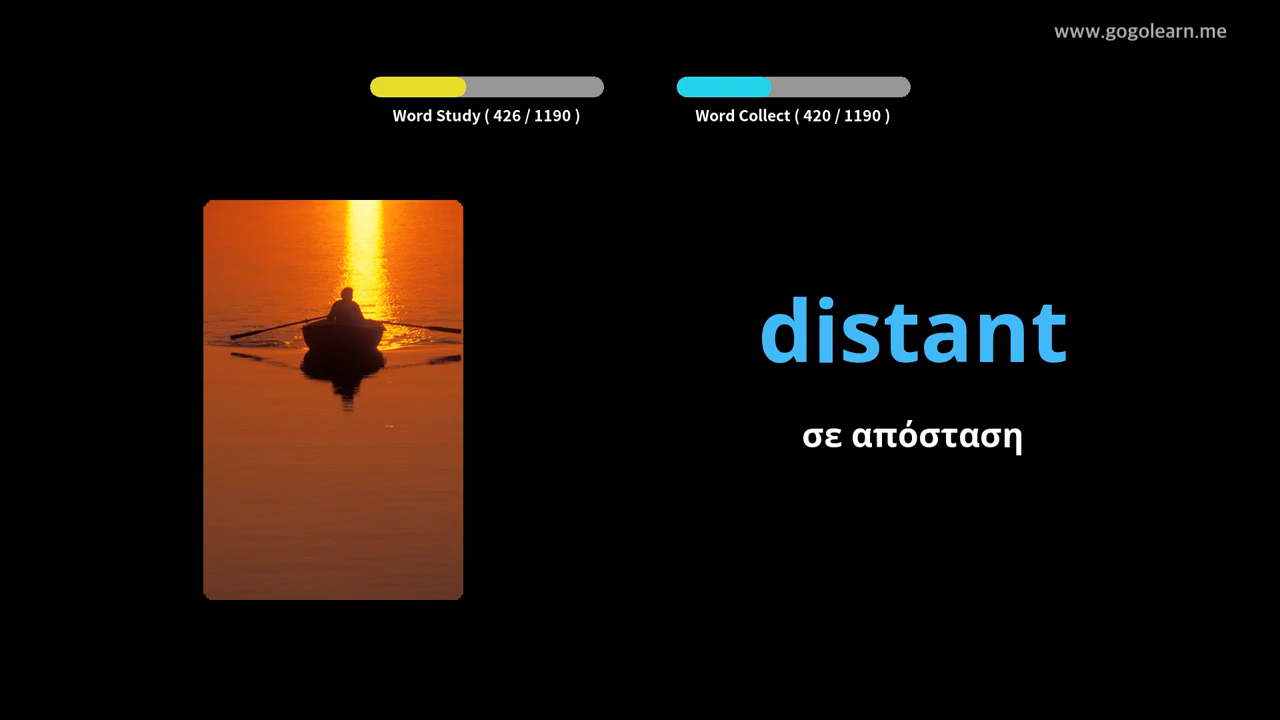 www.gogolearn.me
Word Study ( 426 / 1190 )
Word Collect ( 420 / 1190 )
distant
σε απόσταση